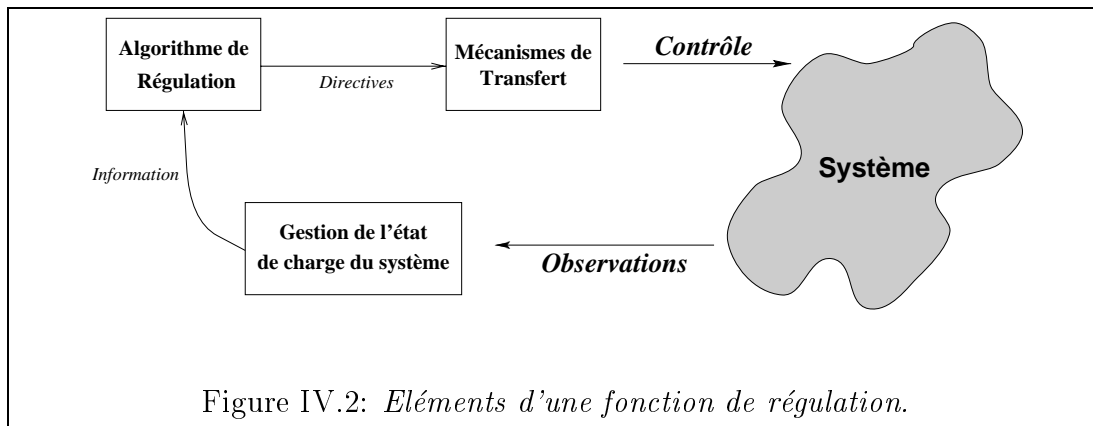 Algorithme de
Régulation
Directives
Mécanismes de
Transfert
Contrôle
Système
Information
Gestion de l'état
de charge du système
Observations
Figure IV.2: Eléments d'une fonction de régulation.